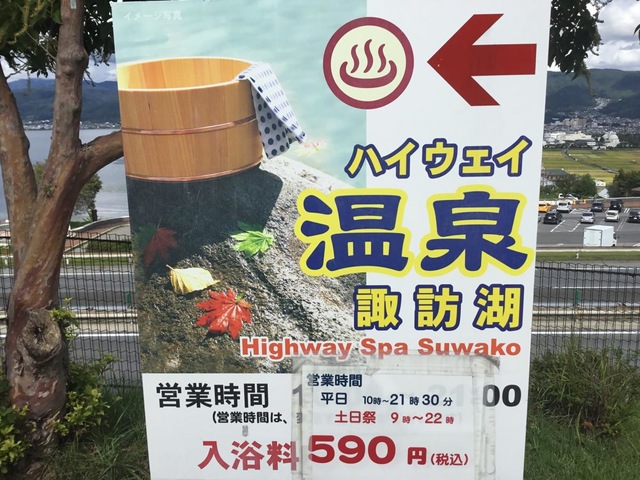 イメージ写真
ハイウェイ
温泉
諏訪湖
Highway Spa Suwako
営業時間
(営業時間は、
営業時間
平日 10時～21時30分
土日祭 9時～22時
入浴料 590円(税込)